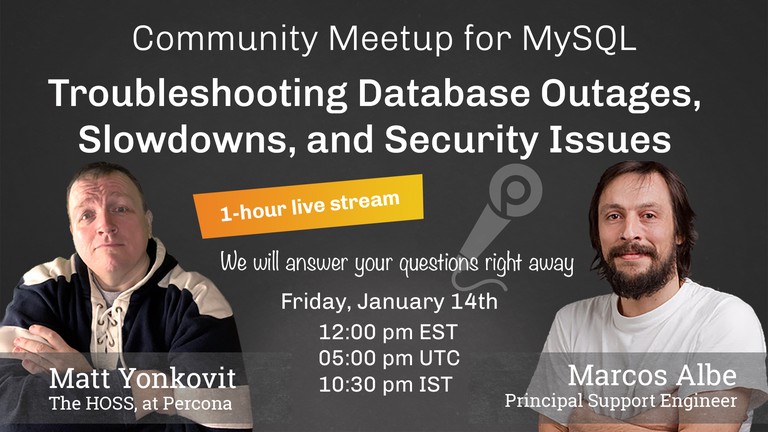 Community Meetup for MySQL
Troubleshooting Database Outages,
Slowdowns, and Security Issues
1-hour live stream
We will answer your questions right away
Friday, January 14th
12:00 pm EST
05:00 pm UTC
10:30 pm IST
Matt Yonkovit
The HOSS, at Percona
Marcos Albe
Principal Support Engineer